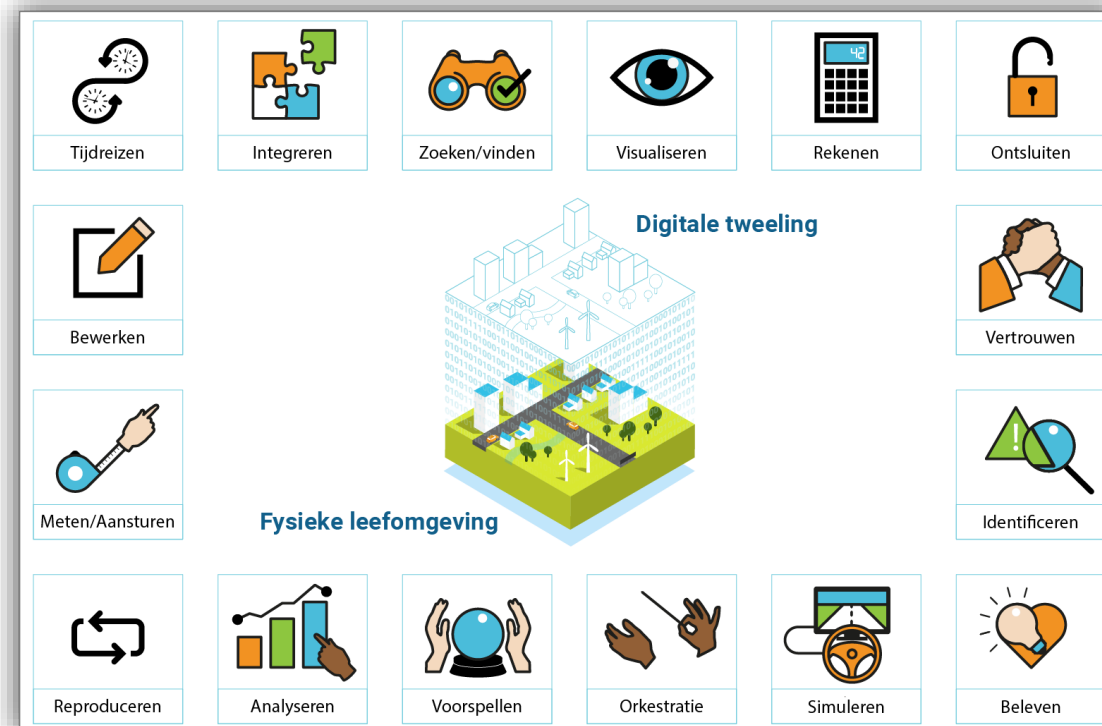 Tijdreizen
Integreren
Zoeken/vinden
Visualiseren
42
Rekenen
Ontsluiten
Digitale tweeling
Bewerken
Vertrouwen
Meten/Aansturen
Fysieke leefomgeving
Identificeren
Reproduceren
Analyseren
Voorspellen
Orkestratie
Simuleren
Beleven